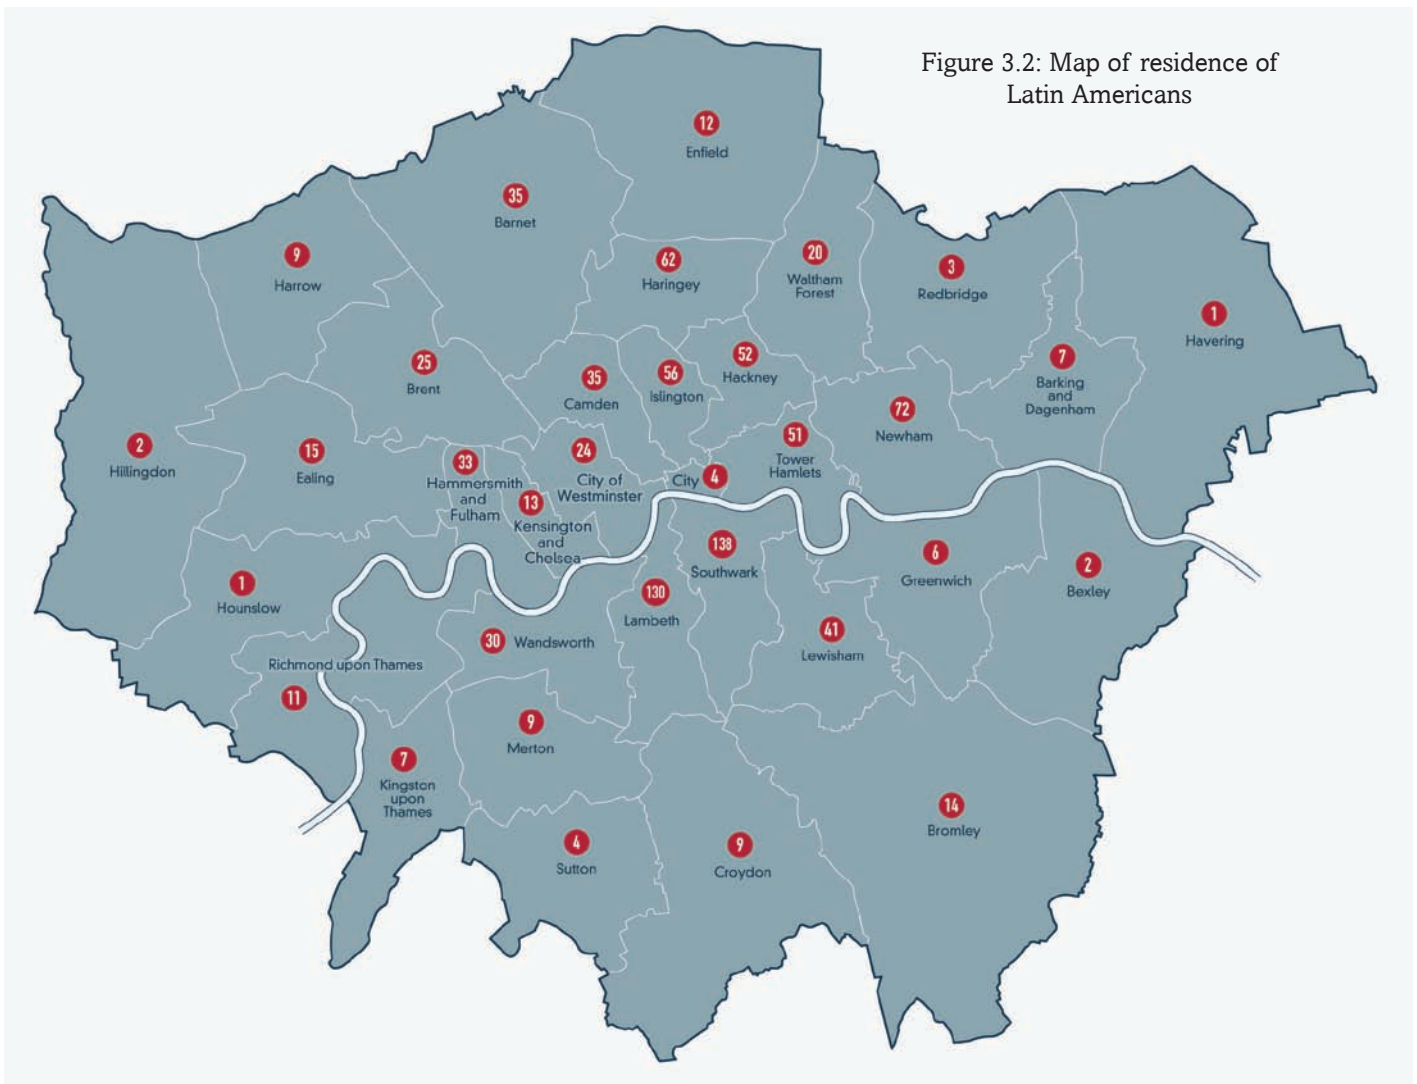 Figure 3.2: Map of residence of
Latin Americans
12
Enfield
35
Barnet
9
Harrow
62
Haringey
20
Waltham
Forest
3
Redbridge
1
Havering
25
Brent
35
Camden
56
Islington
52
Hackney
7
Barking
and
Dagenham
72
Newham
2
Hillingdon
15
Ealing
33
Hammersmith
and
Fulham
13
Kensington
and
Chelsea
24
City of
Westminster
City 4
51
Tower
Hamlets
138
Southwark
6
Greenwich
2
Bexley
1
Hounslow
130
Lambeth
41
Lewisham
30 Wandsworth
Richmond upon Thames
11
9
Merton
7
Kingston
upon
Thames
4
Sutton
9
Croydon
14
Bromley